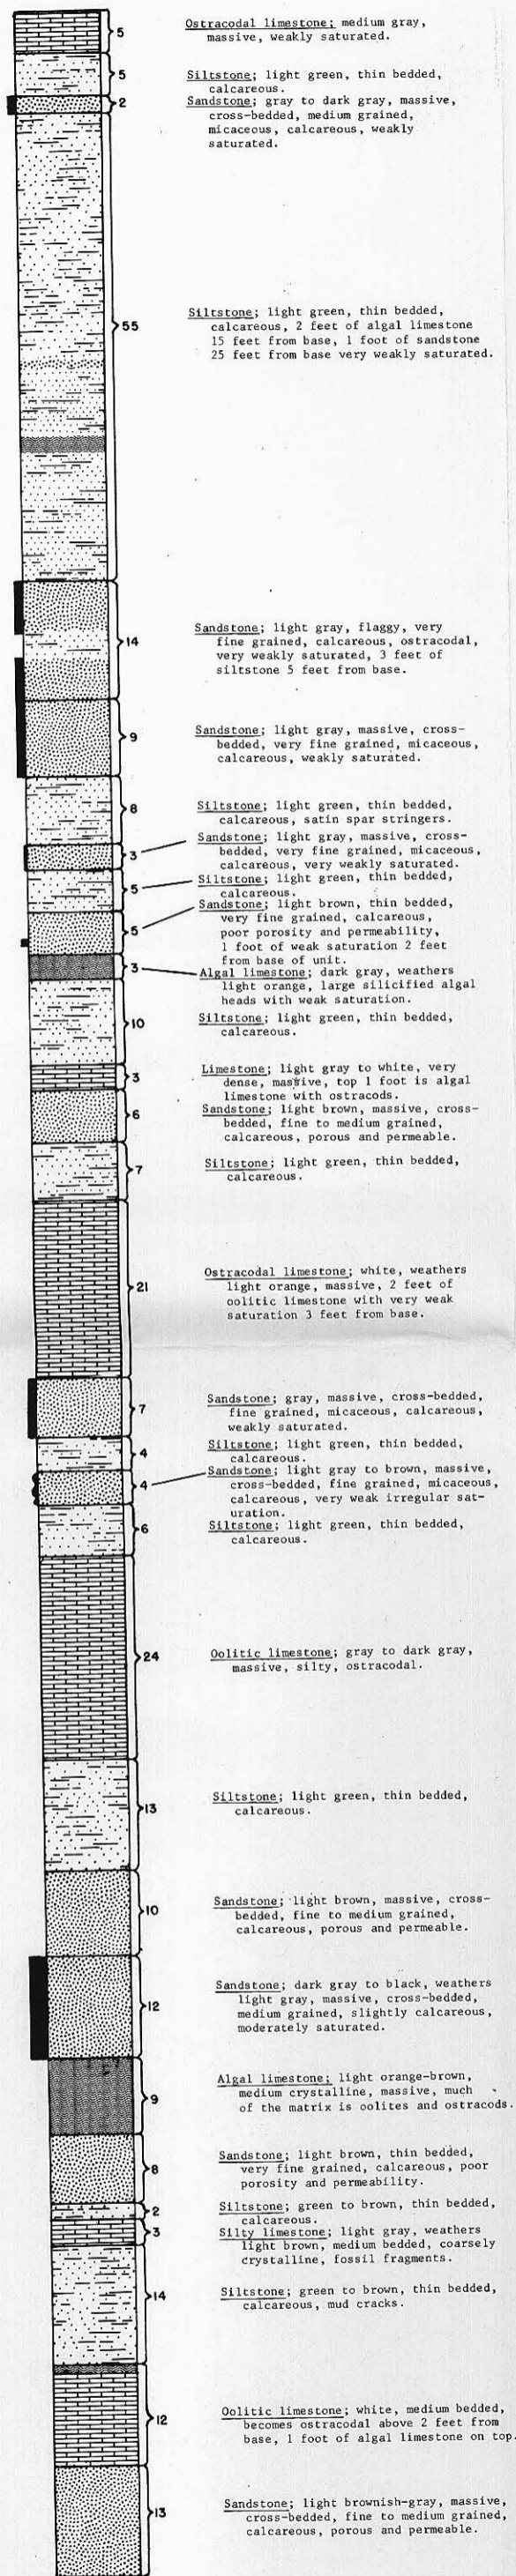 5
Ostracodal limestone; medium gray,
massive, weakly saturated.
5
Siltstone; light green, thin bedded,
calcareous.
2
Sandstone; gray to dark gray, massive,
cross-bedded, medium grained,
micaceous, calcareous, weakly
saturated.
55
Siltstone; light green, thin bedded,
calcareous, 2 feet of algal limestone
15 feet from base, 1 foot of sandstone
25 feet from base very weakly saturated.
14
Sandstone; light gray, flaggy, very
fine grained, calcareous, ostracodal,
very weakly saturated, 3 feet of
siltstone 5 feet from base.
9
Sandstone; light gray, massive, cross-
bedded, very fine grained, micaceous,
calcareous, weakly saturated.
8
Siltstone; light green, thin bedded,
calcareous, satin spar stringers.
3
Sandstone; light gray, massive, cross-
bedded, very fine grained, micaceous,
calcareous, very weakly saturated.
5
Siltstone; light green, thin bedded,
calcareous.
5
Sandstone; light brown, thin bedded,
very fine grained, calcareous,
poor porosity and permeability,
1 foot of weak saturation 2 feet
from base of unit.
3
Algal limestone; dark gray, weathers
light orange, large silicified algal
heads with weak saturation.
10
Siltstone; light green, thin bedded,
calcareous.
3
Limestone; light gray to white, very
dense, massive, top 1 foot is algal
limestone with ostracods.
6
Sandstone; light brown, massive, cross-
bedded, fine to medium grained,
calcareous, porous and permeable.
7
Siltstone; light green, thin bedded,
calcareous.
21
Ostracodal limestone; white, weathers
light orange, massive, 2 feet of
oolitic limestone with very weak
saturation 3 feet from base.
7
Sandstone; gray, massive, cross-bedded,
fine grained, micaceous, calcareous,
weakly saturated.
4
Siltstone; light green, thin bedded,
calcareous.
4
Sandstone; light gray to brown, massive,
cross-bedded, fine grained, micaceous,
calcareous, very weak irregular sat-
uration.
6
Siltstone; light green, thin bedded,
calcareous.
24
Oolitic limestone; gray to dark gray,
massive, silty, ostracodal.
13
Siltstone; light green, thin bedded,
calcareous.
10
Sandstone; light brown, massive, cross-
bedded, fine to medium grained,
calcareous, porous and permeable.
12
Sandstone; dark gray to black, weathers
light gray, massive, cross-bedded,
medium grained, slightly calcareous,
moderately saturated.
9
Algal limestone; light orange-brown,
medium crystalline, massive, much
of the matrix is oolites and ostracods.
8
Sandstone; light brown, thin bedded,
very fine grained, calcareous, poor
porosity and permeability.
2
Siltstone; green to brown, thin bedded,
calcareous.
3
Silty limestone; light gray, weathers
light brown, medium bedded, coarsely
crystalline, fossil fragments.
14
Siltstone; green to brown, thin bedded,
calcareous, mud cracks.
12
Oolitic limestone; white, medium bedded,
becomes ostracodal above 2 feet from
base, 1 foot of algal limestone on top.
13
Sandstone; light brownish-gray, massive,
cross-bedded, fine to medium grained,
calcareous, porous and permeable.